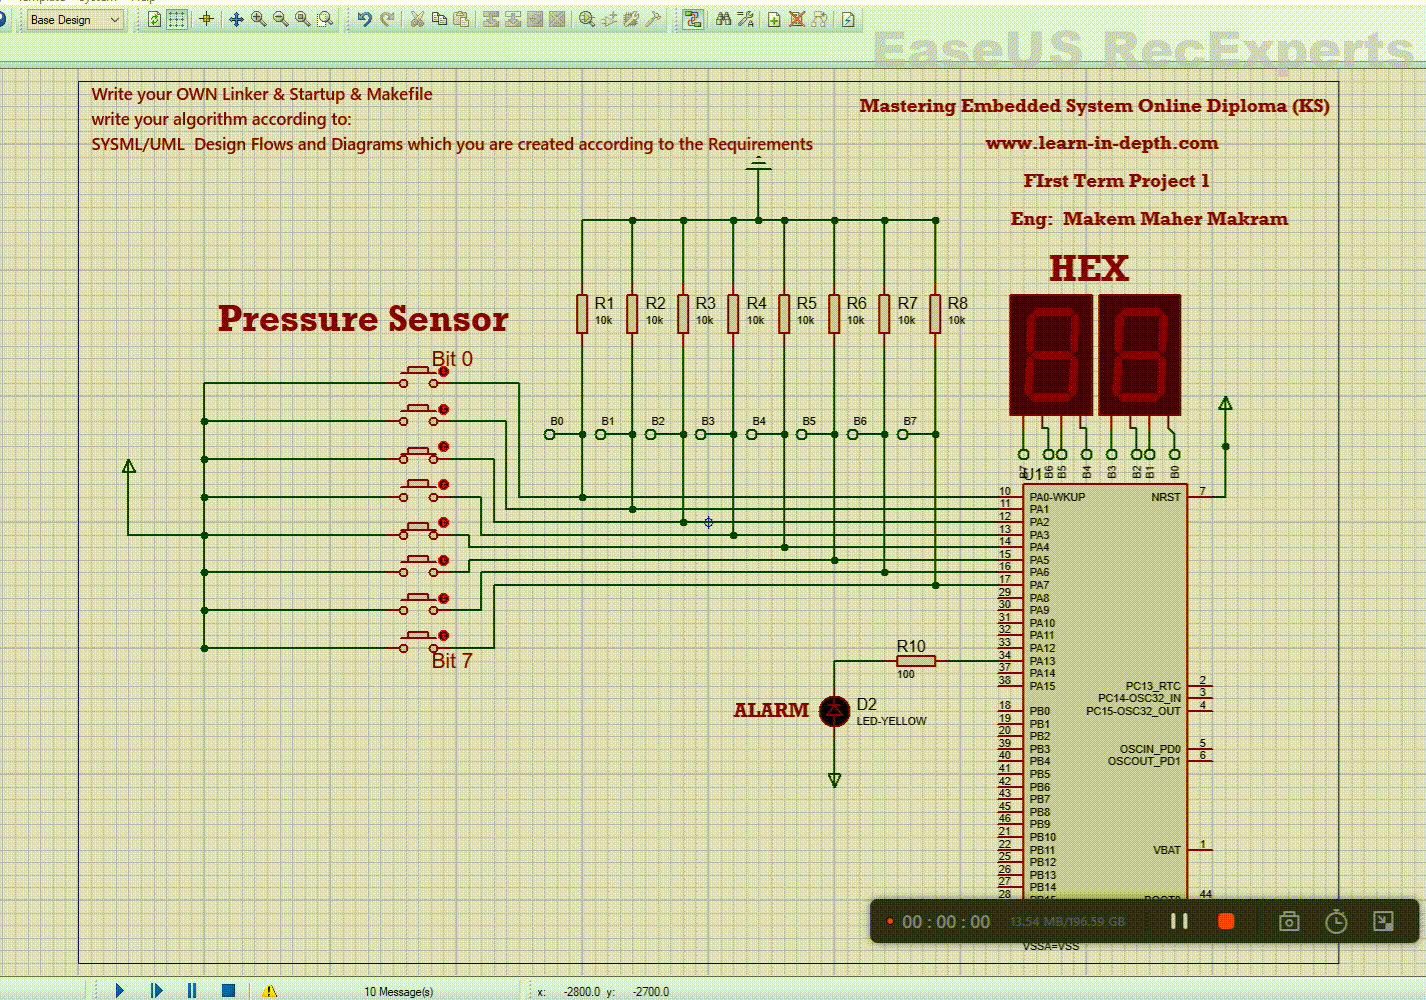 Base Design
EaseUS RecExperts
Write your OWN Linker & Startup & Makefile
write your algorithm according to:
SYSML/UML Design Flows and Diagrams which you are created according to the Requirements
Mastering Embedded System Online Diploma (KS)
www.learn-in-depth.com
FIrst Term Project 1
Eng: Makem Maher Makram
HEX
Pressure Sensor
Bit 0
Bit 7
R1
10k
R2
10k
R3
10k
R4
10k
R5
10k
R6
10k
R7
10k
R8
10k
B0 B1 B2 B3 B4 B5 B6 B7
B7 B6 B5 B4 B3 B2 B1 B0
U1
10 PA0-WKUP NRST 7
11 PA1
12 PA2
13 PA3
14 PA4
15 PA5
16 PA6
17 PA7
29 PA8
30 PA9
31 PA10
32 PA11
33 PA12
34 PA13
37 PA14
38 PA15 PC13_RTC 2
PC14-OSC32_IN 3
18 PB0 PC15-OSC32_OUT 4
19 PB1
20 PB2
39 PB3 OSCIN_PD0 5
40 PB4 OSCOUT_PD1 6
41 PB5
42 PB6
43 PB7
45 PB8
46 PB9
21 PB10
22 PB11 VBAT 1
25 PB12
26 PB13
27 PB14
28 44
VSSA=VSS
R10
100
ALARM
D2
LED-YELLOW
00 : 00 : 00
13.54 MB/196.59 GB
10 Message(s)
x: -2800.0 y: -2700.0